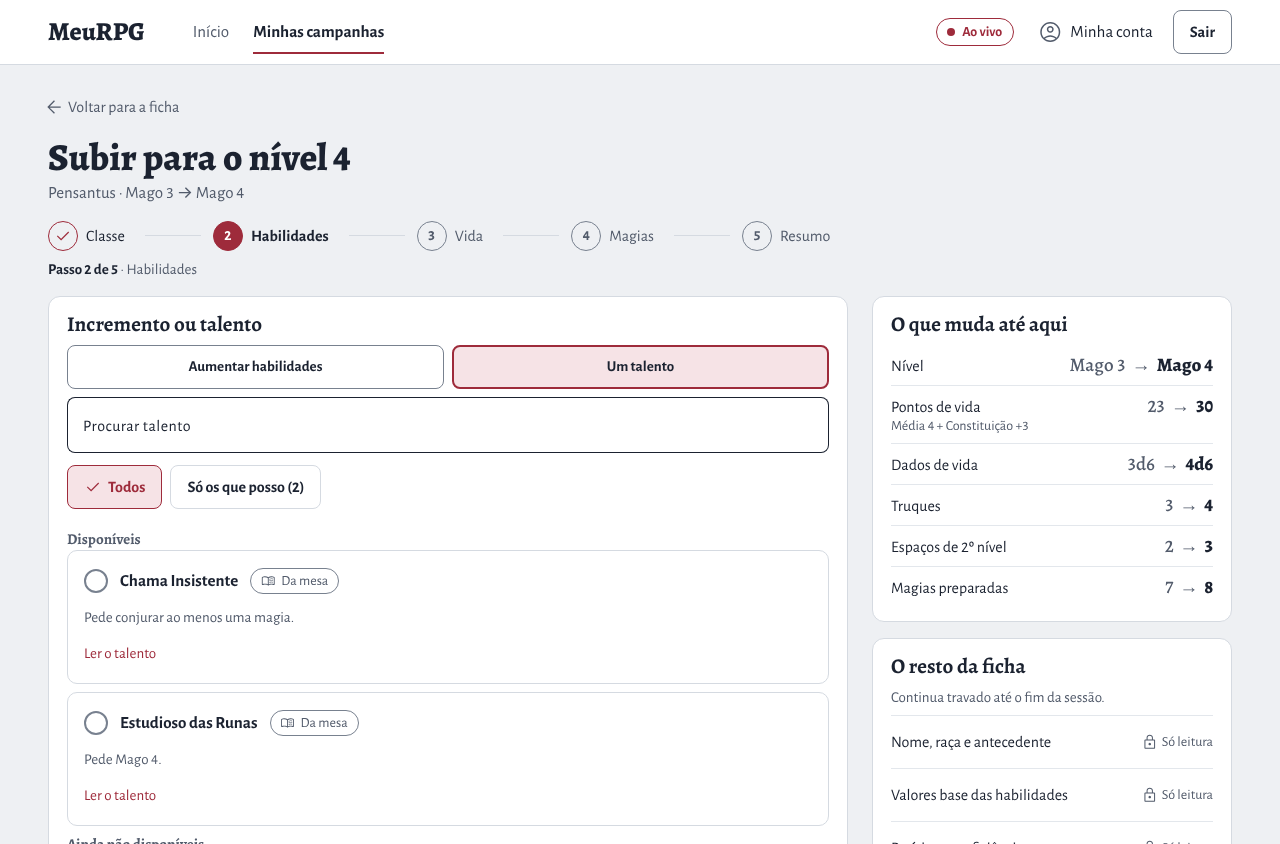 MeuRPG
Início
Minhas campanhas
Ao vivo
Minha conta
Sair
Voltar para a ficha
Subir para o nível 4
Pensantus · Mago 3 → Mago 4
Classe
2 Habilidades
3 Vida
4 Magias
5 Resumo
Passo 2 de 5 · Habilidades
Incremento ou talento
Aumentar habilidades
Um talento
Procurar talento
Todos
Só os que posso (2)
Disponíveis
Chama Insistente
Da mesa
Pede conjurar ao menos uma magia.
Ler o talento
Estudioso das Runas
Da mesa
Pede Mago 4.
Ler o talento
Ainda não disponíveis
O que muda até aqui
Nível Mago 3 → Mago 4
Pontos de vida 23 → 30
Média 4 + Constituição +3
Dados de vida 3d6 → 4d6
Truques 3 → 4
Espaços de 2º nível 2 → 3
Magias preparadas 7 → 8
O resto da ficha
Continua travado até o fim da sessão.
Nome, raça e antecedente Só leitura
Valores base das habilidades Só leitura